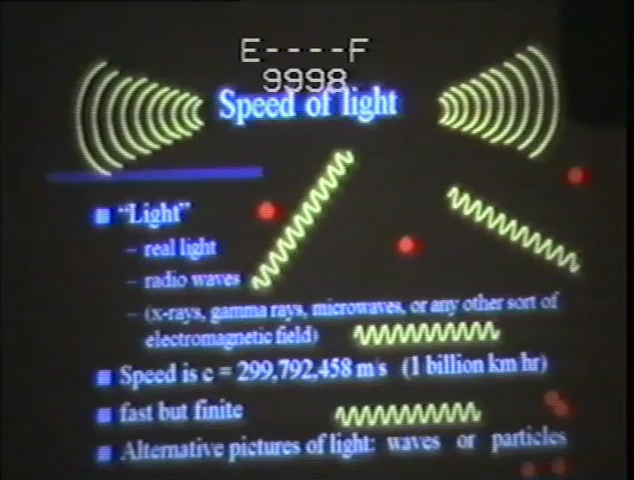 E----F
9998
Speed of light
"Light"
– real light
– radio waves
– (x-rays, gamma rays, microwaves, or any other sort of
electromagnetic field)
Speed is c = 299,792,458 m/s (1 billion km/hr)
fast but finite
Alternative pictures of light: waves or particles